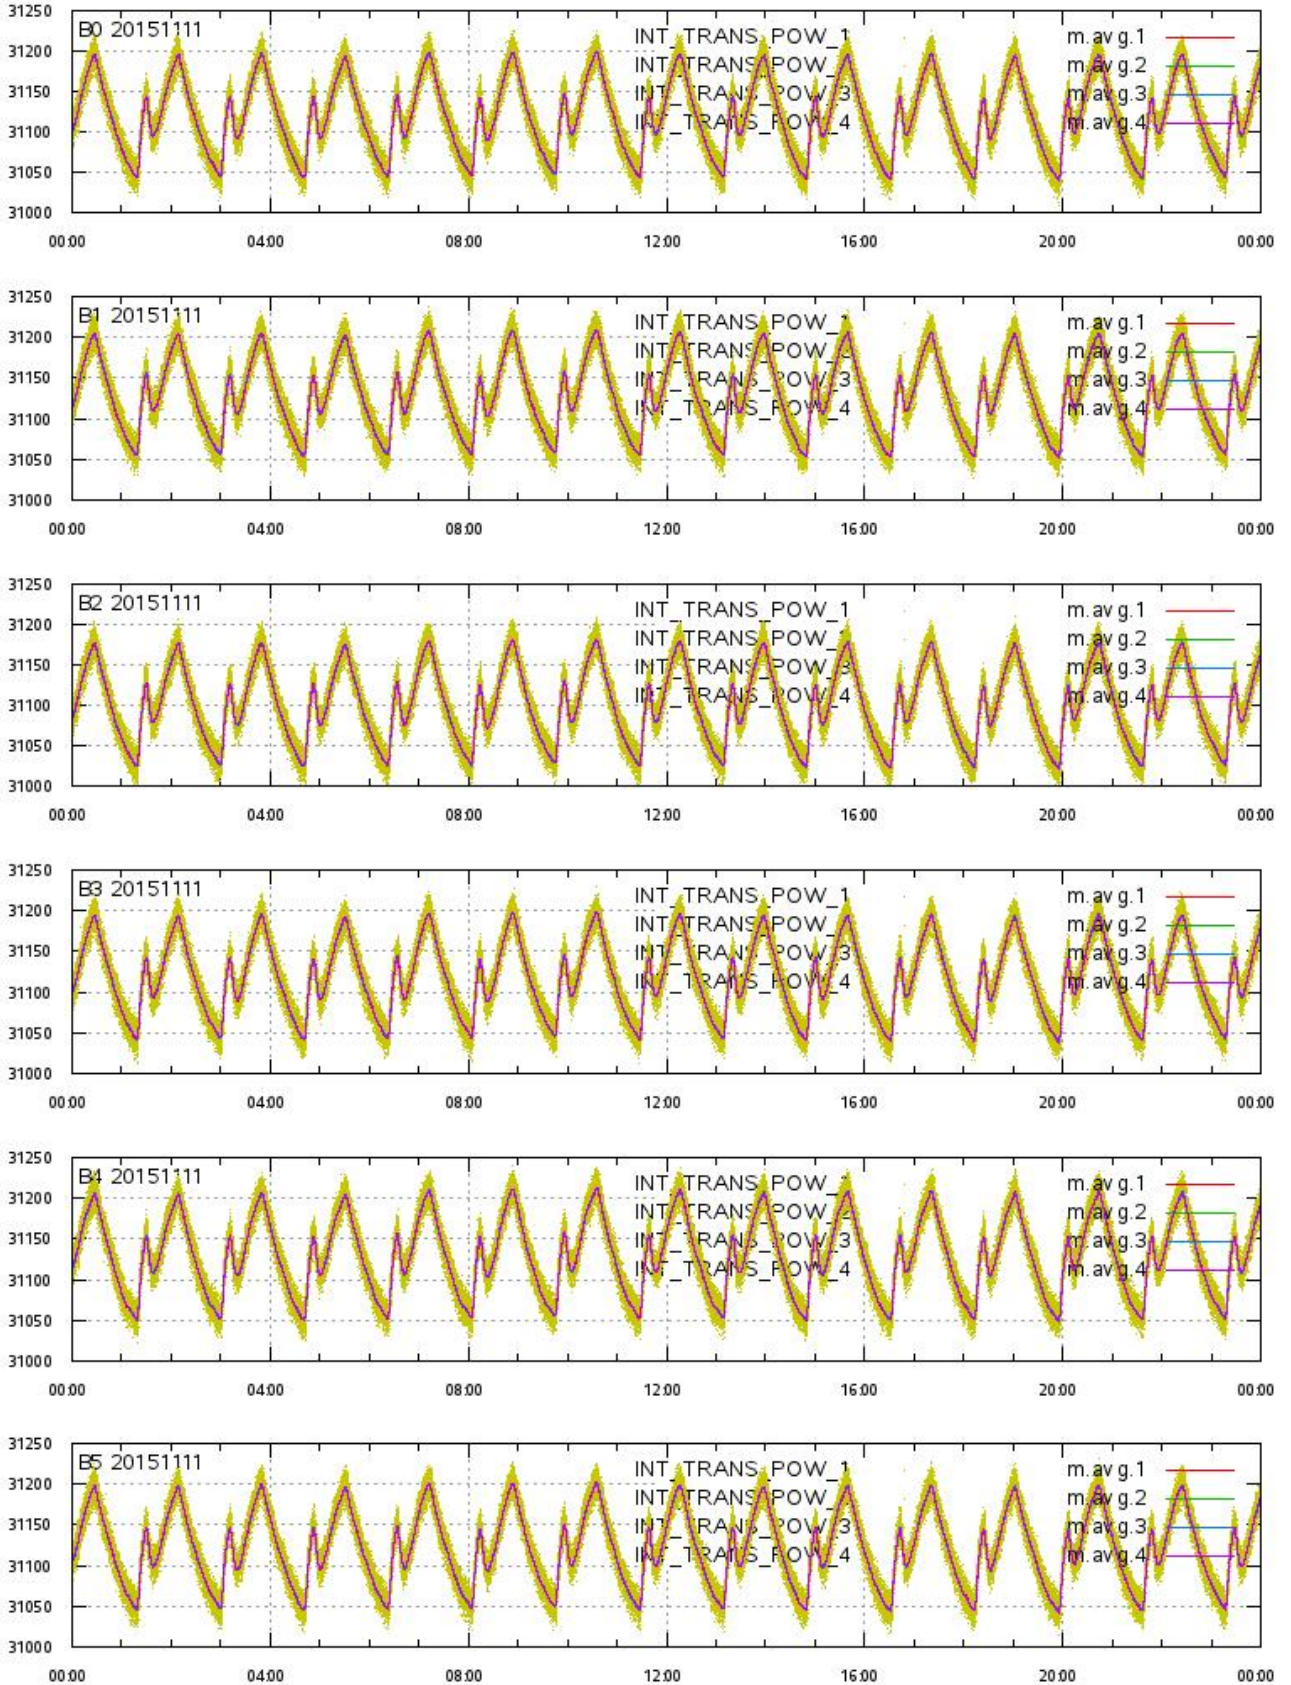 31250
B0 20151111 INT_TRANS_POW_1 m.avg.1
31200
INT_TRANS_POW_2 m.avg.2
31150
INT_TRANS_POW_3 m.avg.3
31100
INT_TRANS_POW_4 m.avg.4
31050
31000
00:00 04:00 08:00 12:00 16:00 20:00 00:00
31250
B1 20151111 INT_TRANS_POW_1 m.avg.1
31200
INT_TRANS_POW_2 m.avg.2
31150
INT_TRANS_POW_3 m.avg.3
31100
INT_TRANS_POW_4 m.avg.4
31050
31000
00:00 04:00 08:00 12:00 16:00 20:00 00:00
31250
B2 20151111 INT_TRANS_POW_1 m.avg.1
31200
INT_TRANS_POW_2 m.avg.2
31150
INT_TRANS_POW_3 m.avg.3
31100
INT_TRANS_POW_4 m.avg.4
31050
31000
00:00 04:00 08:00 12:00 16:00 20:00 00:00
31250
B3 20151111 INT_TRANS_POW_1 m.avg.1
31200
INT_TRANS_POW_2 m.avg.2
31150
INT_TRANS_POW_3 m.avg.3
31100
INT_TRANS_POW_4 m.avg.4
31050
31000
00:00 04:00 08:00 12:00 16:00 20:00 00:00
31250
B4 20151111 INT_TRANS_POW_1 m.avg.1
31200
INT_TRANS_POW_2 m.avg.2
31150
INT_TRANS_POW_3 m.avg.3
31100
INT_TRANS_POW_4 m.avg.4
31050
31000
00:00 04:00 08:00 12:00 16:00 20:00 00:00
31250
B5 20151111 INT_TRANS_POW_1 m.avg.1
31200
INT_TRANS_POW_2 m.avg.2
31150
INT_TRANS_POW_3 m.avg.3
31100
INT_TRANS_POW_4 m.avg.4
31050
31000
00:00 04:00 08:00 12:00 16:00 20:00 00:00